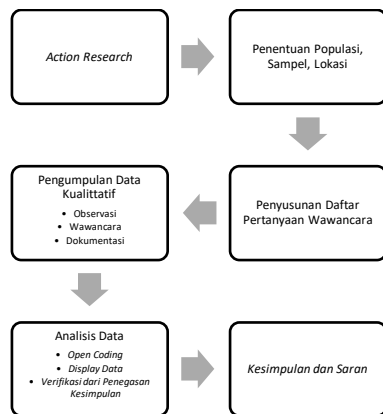 Action Research
Penentuan Populasi,
Sampel, Lokasi
Penyusunan Daftar
Pertanyaan Wawancara
Pengumpulan Data
Kualittatif
• Observasi
• Wawancara
• Dokumentasi
Analisis Data
• Open Coding
• Display Data
• Verifikasi dari Penegasan
Kesimpulan
Kesimpulan dan Saran